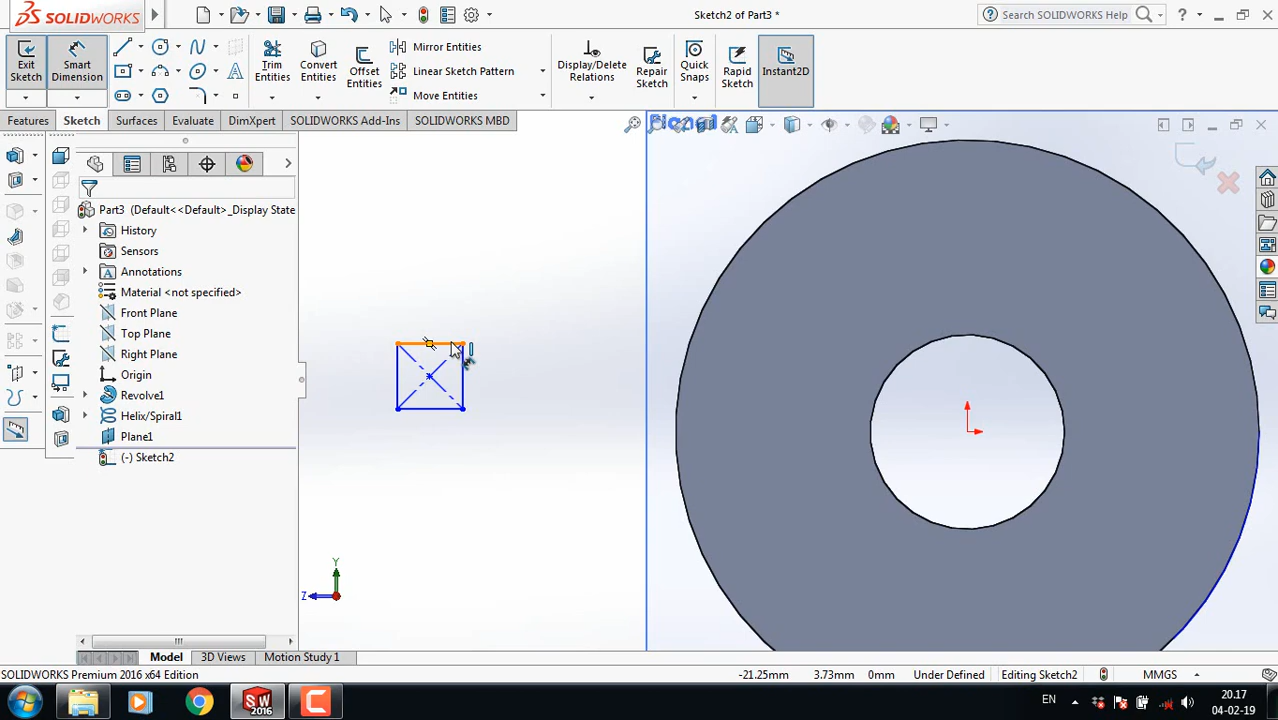 SOLIDWORKS
Sketch2 of Part3 *
Search SOLIDWORKS Help
?
Exit Sketch
Smart Dimension
Trim Entities
Convert Entities
Offset Entities
Mirror Entities
Linear Sketch Pattern
Move Entities
Display/Delete Relations
Repair Sketch
Quick Snaps
Rapid Sketch
Instant2D
Features
Sketch
Surfaces
Evaluate
DimXpert
SOLIDWORKS Add-Ins
SOLIDWORKS MBD
Part3 (Default<<Default>_Display State
History
Sensors
Annotations
Material <not specified>
Front Plane
Top Plane
Right Plane
Origin
Revolve1
Helix/Spiral1
Plane1
(-) Sketch2
Y
Z
Model
3D Views
Motion Study 1
SOLIDWORKS Premium 2016 x64 Edition
-21.25mm
3.73mm
0mm
Under Defined
Editing Sketch2
MMGS
SW
2016
EN
20.17
04-02-19